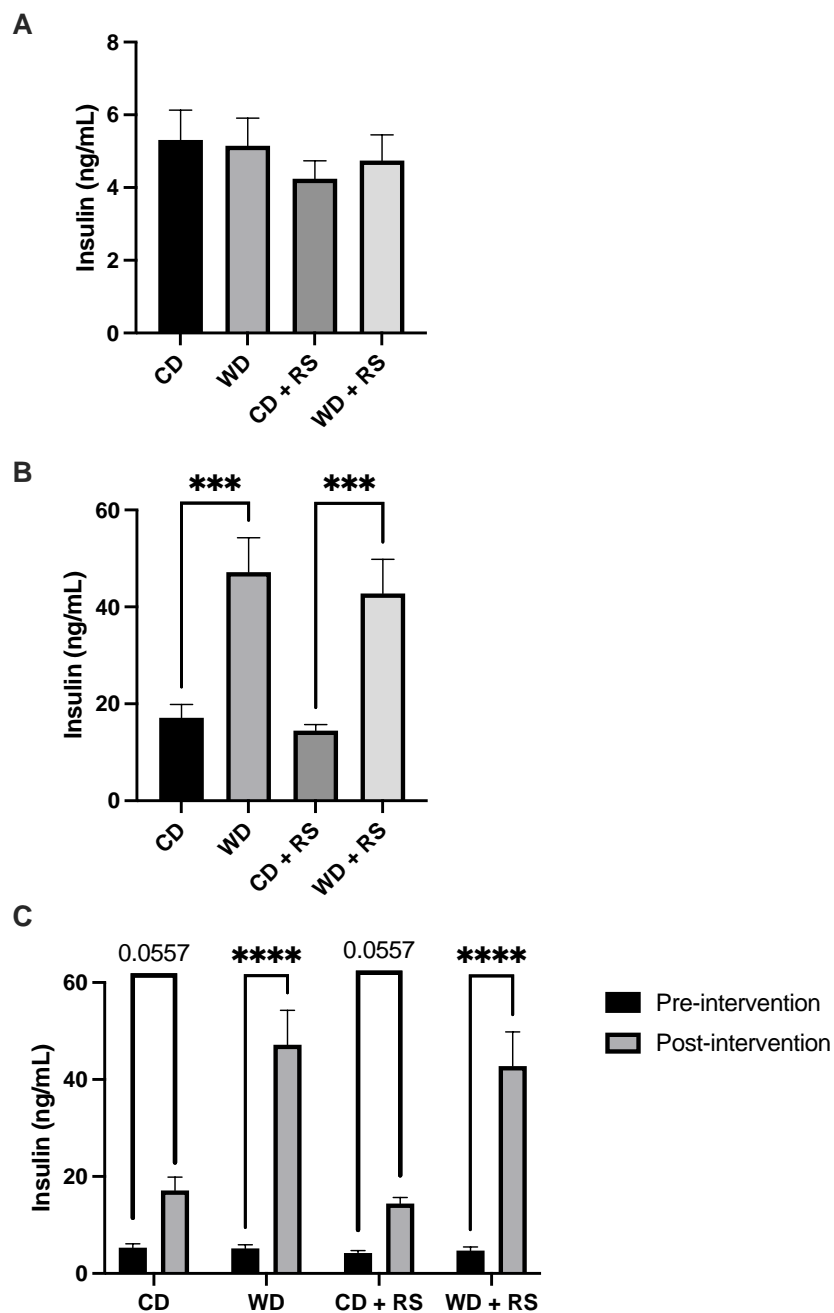 A
8
6
4
2
0
Insulin (ng/mL)
CD
WD
CD + RS
WD + RS
B
*** ***
60
40
20
0
Insulin (ng/mL)
CD
WD
CD + RS
WD + RS
C
0.0557 **** 0.0557 ****
60
40
20
0
Insulin (ng/mL)
CD WD CD + RS WD + RS
Pre-intervention
Post-intervention